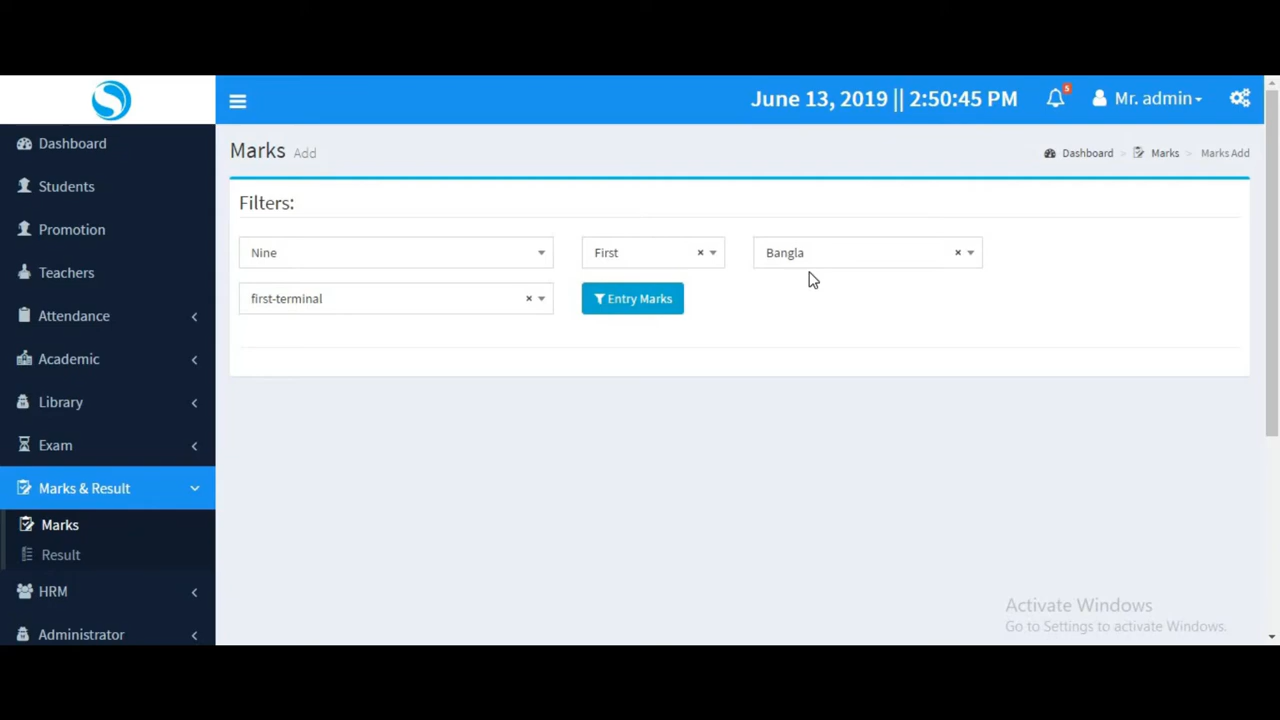 June 13, 2019 || 2:50:45 PM
5
Mr. admin
Dashboard
Students
Promotion
Teachers
Attendance
Academic
Library
Exam
Marks & Result
Marks
Result
HRM
Administrator
Marks Add
Dashboard > Marks > Marks Add
Filters:
Nine
First
Bangla
first-terminal
Entry Marks
Activate Windows
Go to Settings to activate Windows.